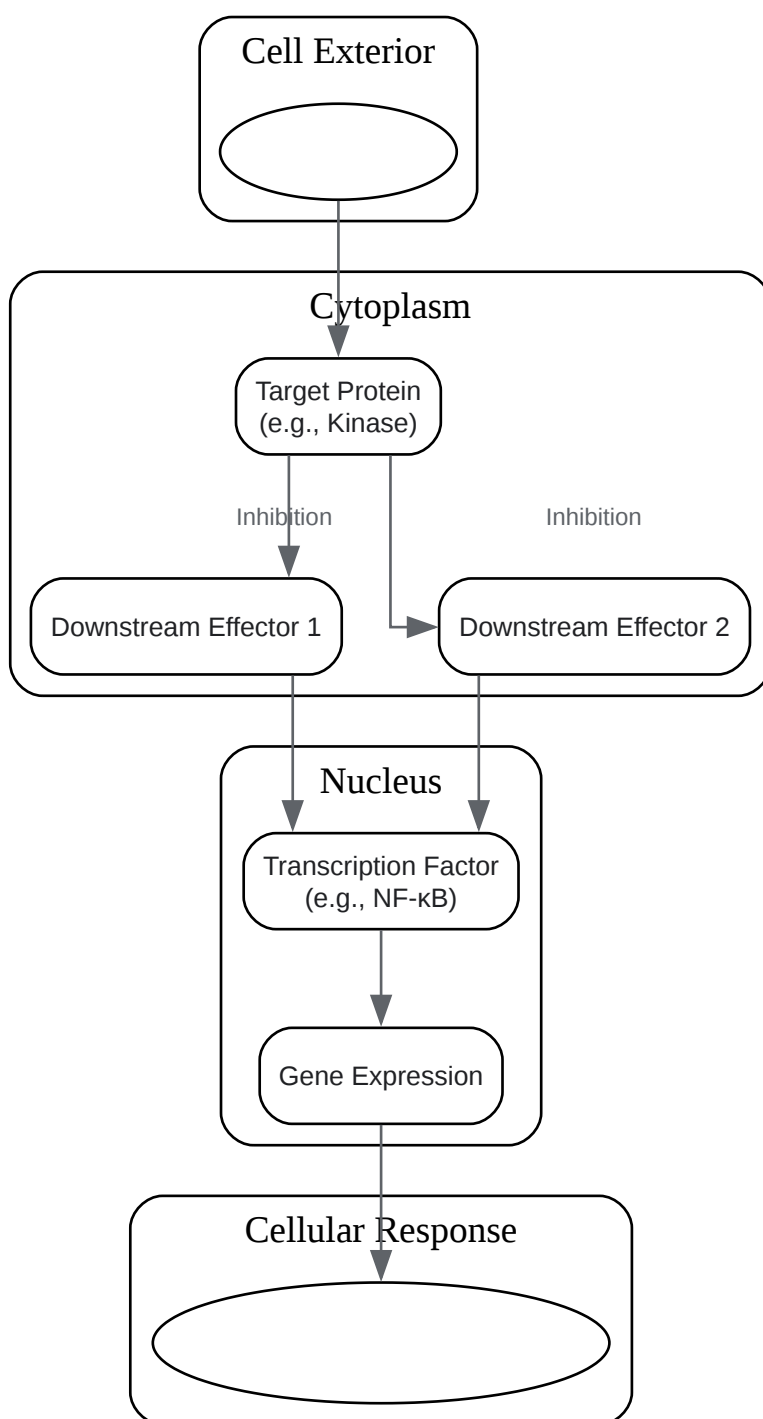 Cell Exterior
Cytoplasm
Target Protein
(e.g., Kinase)
Inhibition
Inhibition
Downstream Effector 1
Downstream Effector 2
Nucleus
Transcription Factor
(e.g., NF-κB)
Gene Expression
Cellular Response